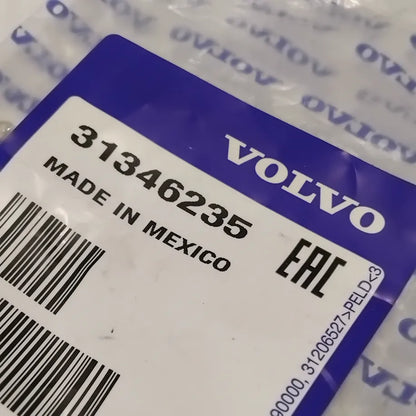 VOLVO
31346235
MADE IN MEXICO
EAC
90000, 31206527>PELD<3